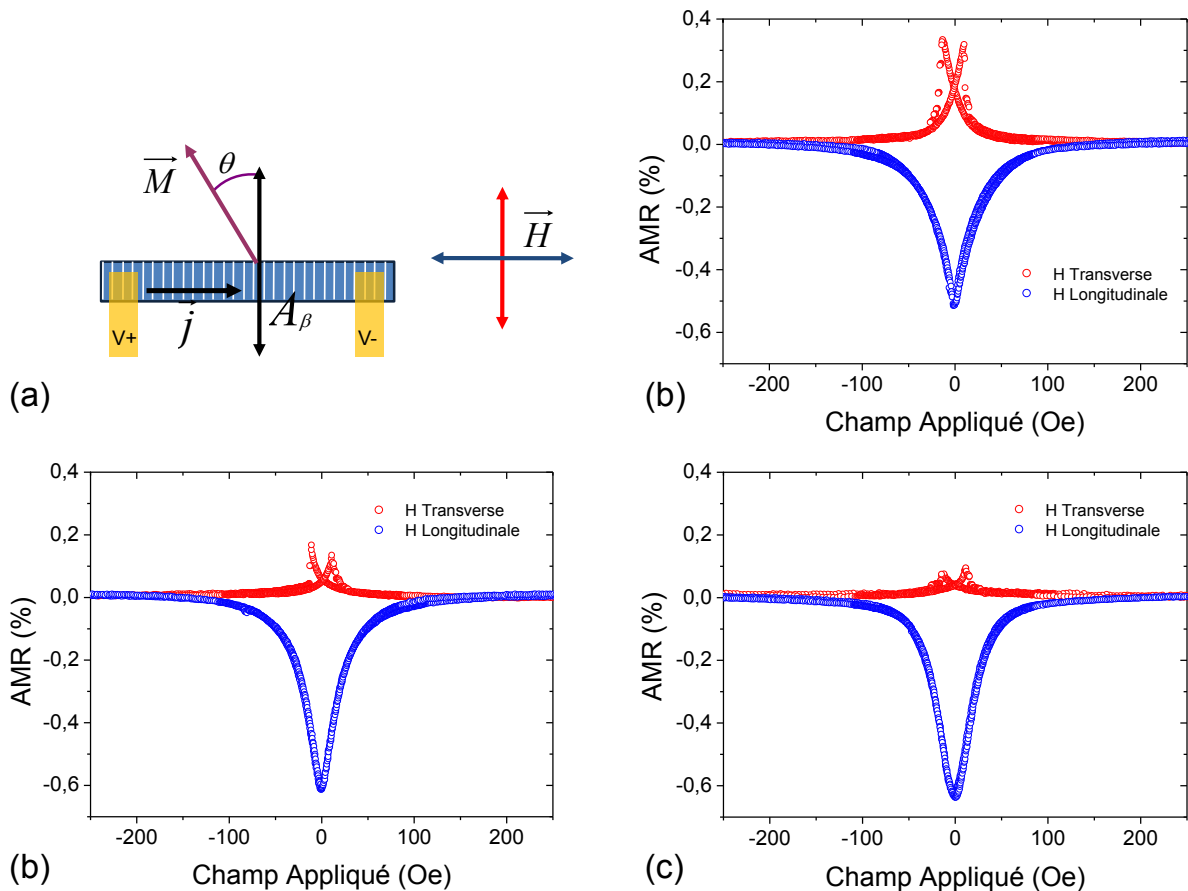 M
θ
H
j
Aβ
V+
V-
(a)
0,4
0,2
0,0
-0,2
-0,4
-0,6
AMR (%)
H Transverse
H Longitudinale
-200 -100 0 100 200
Champ Appliqué (Oe)
(b)
0,4
0,2
0,0
-0,2
-0,4
-0,6
AMR (%)
H Transverse
H Longitudinale
-200 -100 0 100 200
Champ Appliqué (Oe)
(b)
0,4
0,2
0,0
-0,2
-0,4
-0,6
AMR (%)
H Transverse
H Longitudinale
-200 -100 0 100 200
Champ Appliqué (Oe)
(c)